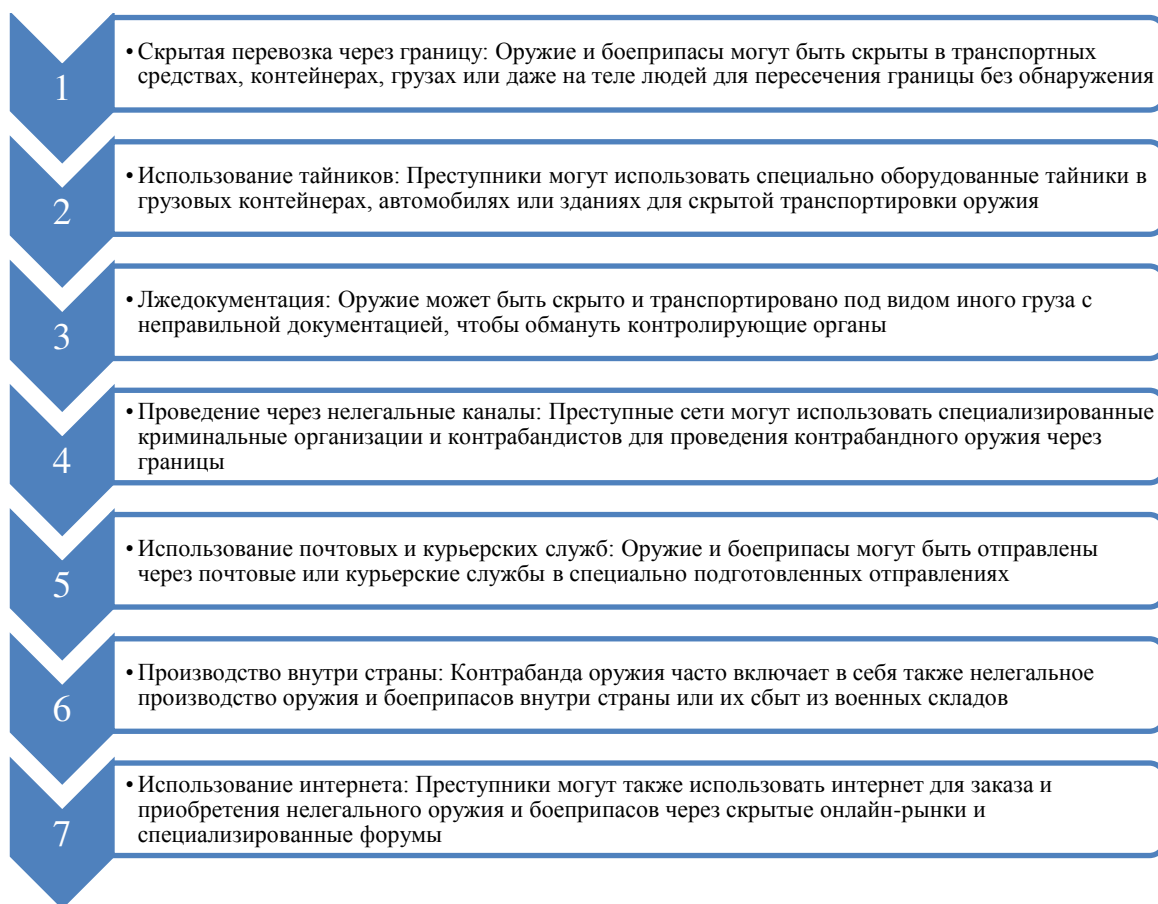 1
• Скрытая перевозка через границу: Оружие и боеприпасы могут быть скрыты в транспортных
средствах, контейнерах, грузах или даже на теле людей для пересечения границы без обнаружения
2
• Использование тайников: Преступники могут использовать специально оборудованные тайники в
грузовых контейнерах, автомобилях или зданиях для скрытой транспортировки оружия
3
• Лжедокументация: Оружие может быть скрыто и транспортировано под видом иного груза с
неправильной документацией, чтобы обмануть контролирующие органы
4
• Проведение через нелегальные каналы: Преступные сети могут использовать специализированные
криминальные организации и контрабандистов для проведения контрабандного оружия через
границы
5
• Использование почтовых и курьерских служб: Оружие и боеприпасы могут быть отправлены
через почтовые или курьерские службы в специально подготовленных отправлениях
6
• Производство внутри страны: Контрабанда оружия часто включает в себя также нелегальное
производство оружия и боеприпасов внутри страны или их сбыт из военных складов
7
• Использование интернета: Преступники могут также использовать интернет для заказа и
приобретения нелегального оружия и боеприпасов через скрытые онлайн-рынки и
специализированные форумы